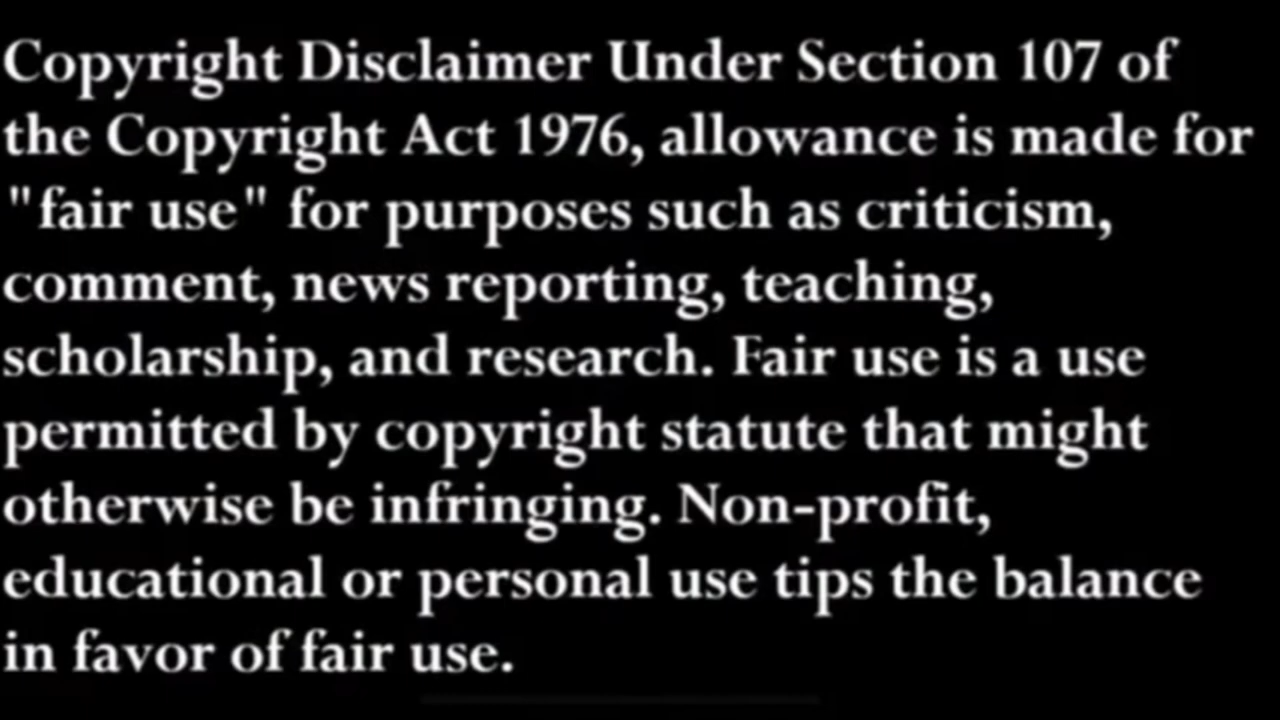 Copyright Disclaimer Under Section 107 of
the Copyright Act 1976, allowance is made for
"fair use" for purposes such as criticism,
comment, news reporting, teaching,
scholarship, and research. Fair use is a use
permitted by copyright statute that might
otherwise be infringing. Non-profit,
educational or personal use tips the balance
in favor of fair use.